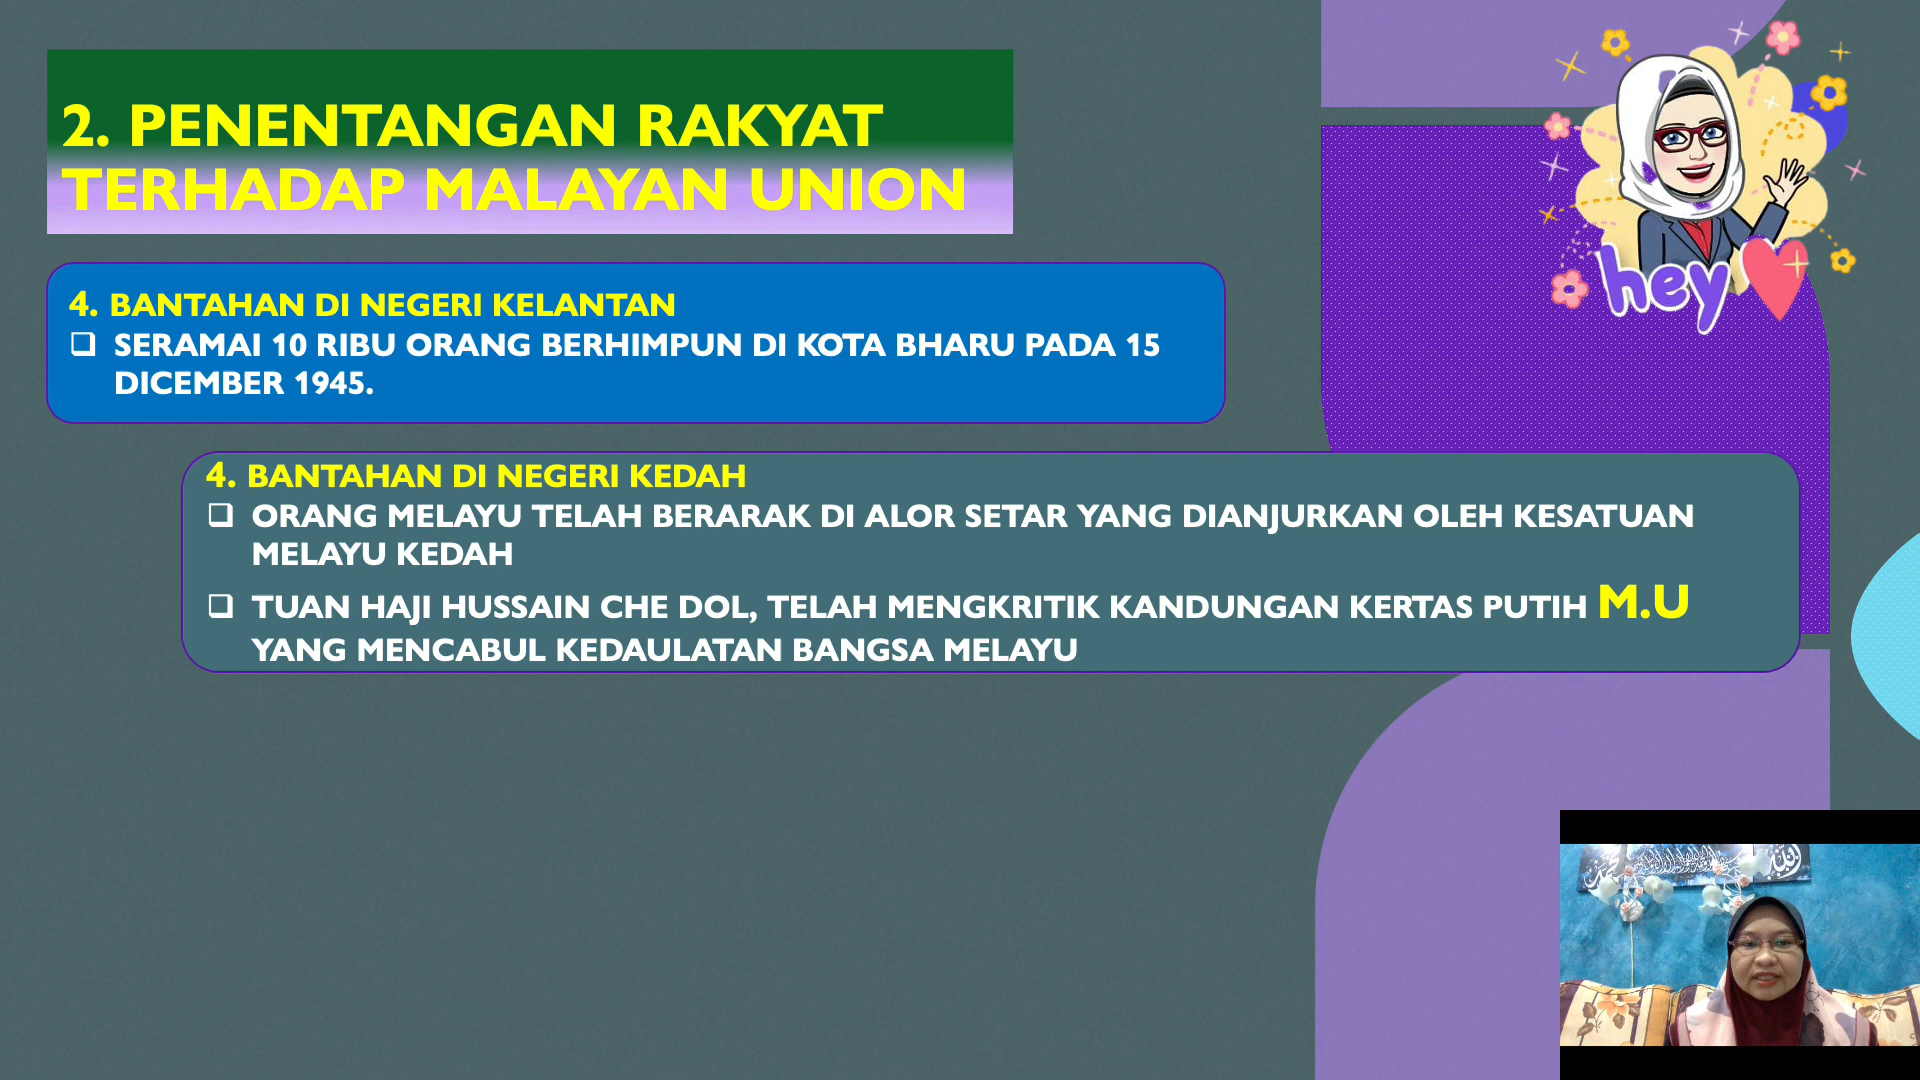 2. PENENTANGAN RAKYAT
TERHADAP MALAYAN UNION
hey
4. BANTAHAN DI NEGERI KELANTAN
❑ SERAMAI 10 RIBU ORANG BERHIMPUN DI KOTA BHARU PADA 15
DICEMBER 1945.
4. BANTAHAN DI NEGERI KEDAH
❑ ORANG MELAYU TELAH BERARAK DI ALOR SETAR YANG DIANJURKAN OLEH KESATUAN
MELAYU KEDAH
❑ TUAN HAJI HUSSAIN CHE DOL, TELAH MENGKRITIK KANDUNGAN KERTAS PUTIH M.U
YANG MENCABUL KEDAULATAN BANGSA MELAYU